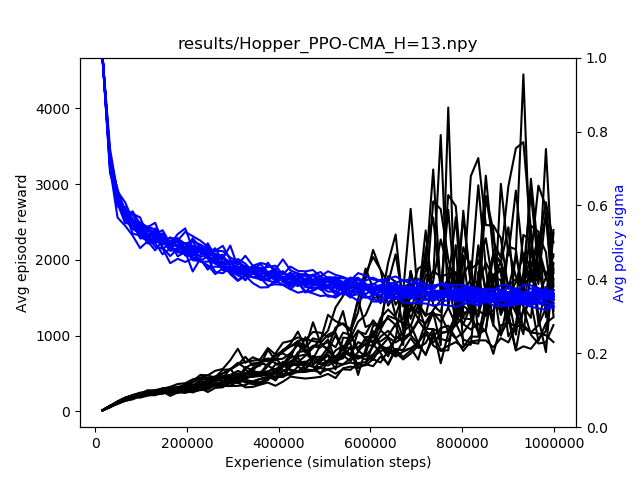 results/Hopper_PPO-CMA_H=13.npy
4000
3000
2000
1000
0
Avg episode reward
1.0
0.8
0.6
0.4
0.2
0.0
Avg policy sigma
0 200000 400000 600000 800000 1000000
Experience (simulation steps)